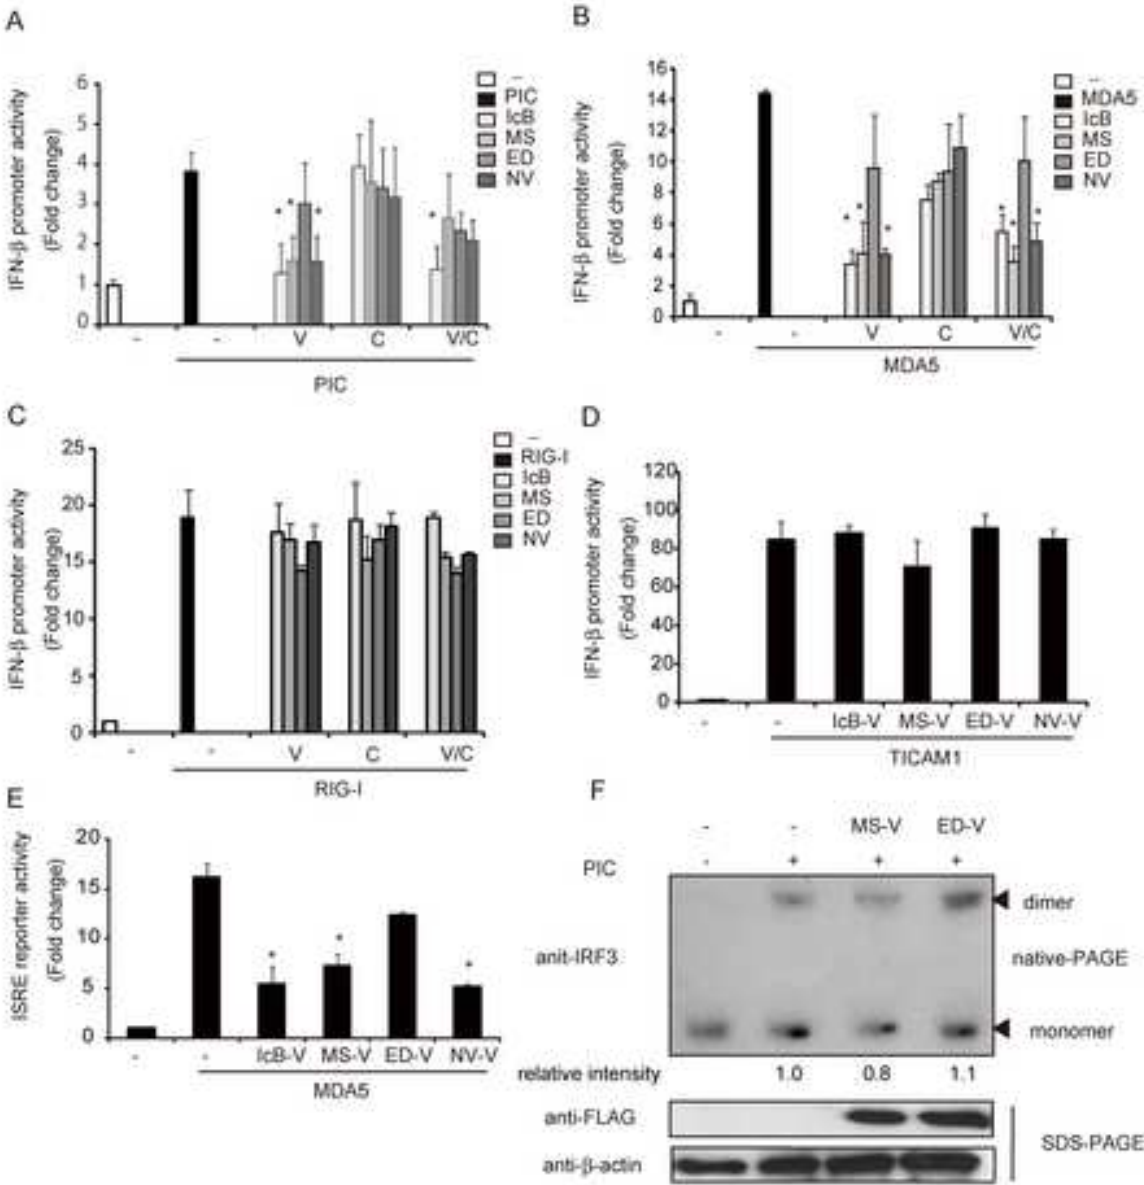 A
IFN-β promoter activity
(Fold change)
6
5
4
3
2
1
0
–
PIC
IcB
MS
ED
NV
* * *
*
- - V C V/C
PIC
B
IFN-β promoter activity
(Fold change)
16
14
12
10
8
6
4
2
0
–
MDA5
IcB
MS
ED
NV
* * *
* * *
- - V C V/C
MDA5
C
IFN-β promoter activity
(Fold change)
25
20
15
10
5
0
–
RIG-I
IcB
MS
ED
NV
- - V C V/C
RIG-I
D
IFN-β promoter activity
(Fold change)
120
100
80
60
40
20
0
- - IcB-V MS-V ED-V NV-V
TICAM1
E
ISRE reporter activity
(Fold change)
20
15
10
5
0
* * *
- - IcB-V MS-V ED-V NV-V
MDA5
F
- - MS-V ED-V
PIC - + + +
anit-IRF3
dimer
native-PAGE
monomer
relative intensity 1.0 0.8 1.1
anti-FLAG
anti-β-actin
SDS-PAGE